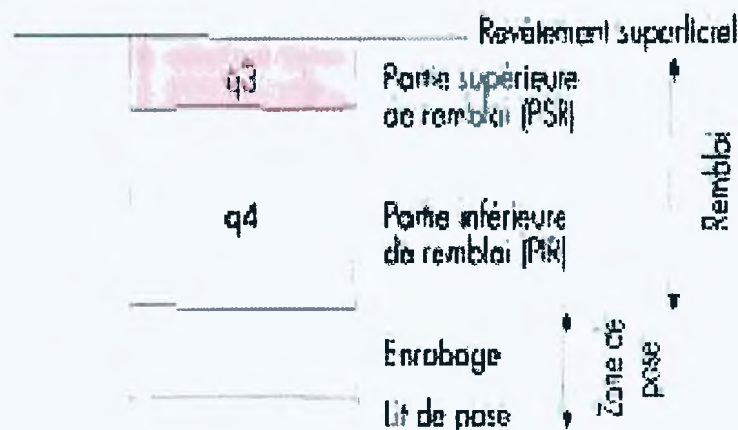 Revêtement superficiel
q3
Partie supérieure
de remblai (PSR)
Remblai
q4
Partie inférieure
de remblai (PIR)
Enrobage
Zone de
pose
Lit de pose